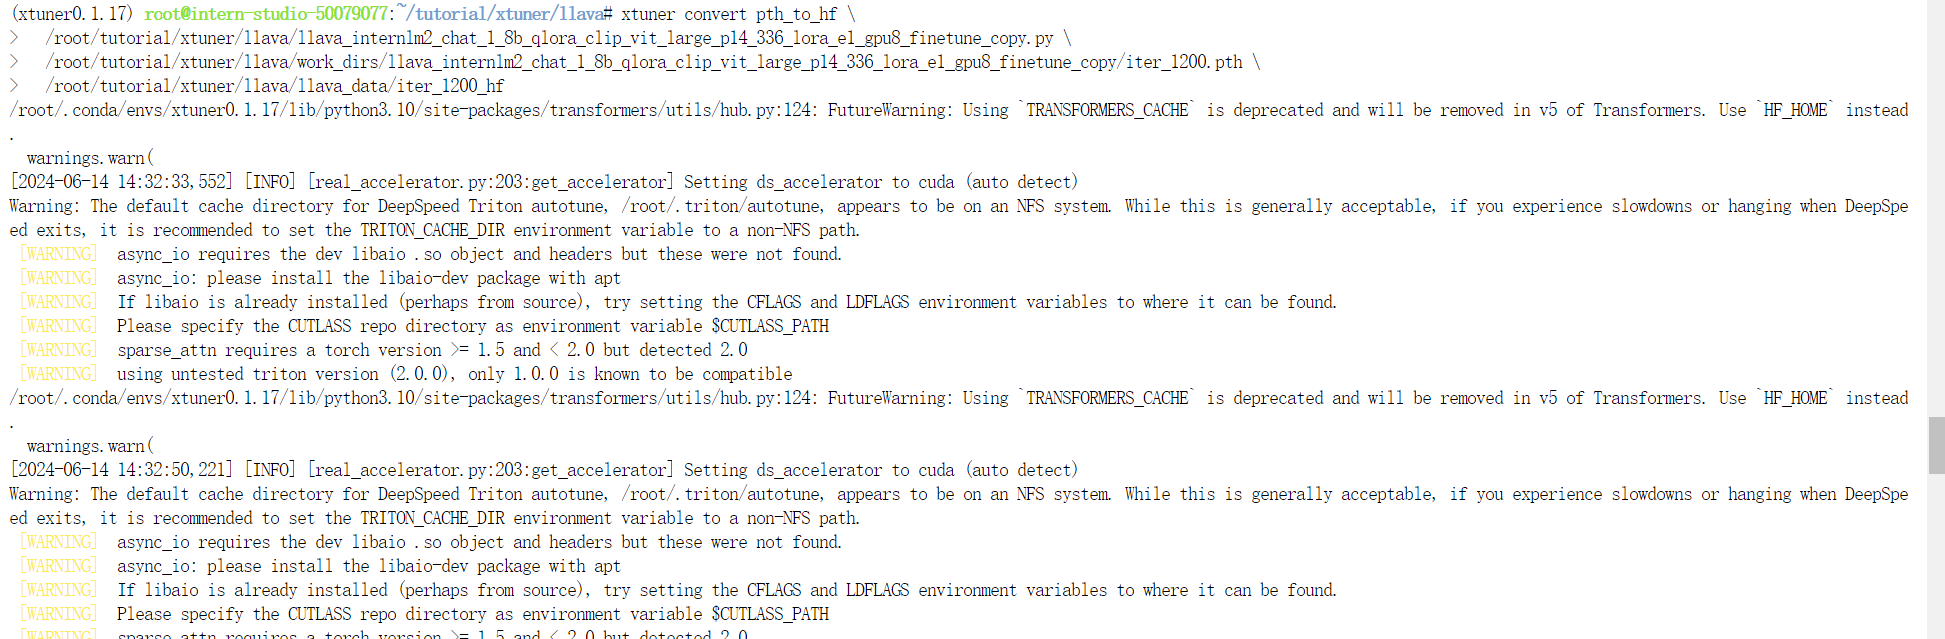 (xtuner0.1.17) root@intern-studio-50079077:~/tutorial/xtuner/llava# xtuner convert pth_to_hf \
>   /root/tutorial/xtuner/llava/llava_internlm2_chat_1_8b_qlora_clip_vit_large_p14_336_lora_e1_gpu8_finetune_copy.py \
>   /root/tutorial/xtuner/llava/work_dirs/llava_internlm2_chat_1_8b_qlora_clip_vit_large_p14_336_lora_e1_gpu8_finetune_copy/iter_1200.pth \
>   /root/tutorial/xtuner/llava/llava_data/iter_1200_hf
/root/.conda/envs/xtuner0.1.17/lib/python3.10/site-packages/transformers/utils/hub.py:124: FutureWarning: Using `TRANSFORMERS_CACHE` is deprecated and will be removed in v5 of Transformers. Use `HF_HOME` instead
.
  warnings.warn(
[2024-06-14 14:32:33,552] [INFO] [real_accelerator.py:203:get_accelerator] Setting ds_accelerator to cuda (auto detect)
Warning: The default cache directory for DeepSpeed Triton autotune, /root/.triton/autotune, appears to be on an NFS system. While this is generally acceptable, if you experience slowdowns or hanging when DeepSpe
ed exits, it is recommended to set the TRITON_CACHE_DIR environment variable to a non-NFS path.
 [WARNING]  async_io requires the dev libaio .so object and headers but these were not found.
 [WARNING]  async_io: please install the libaio-dev package with apt
 [WARNING]  If libaio is already installed (perhaps from source), try setting the CFLAGS and LDFLAGS environment variables to where it can be found.
 [WARNING]  Please specify the CUTLASS repo directory as environment variable $CUTLASS_PATH
 [WARNING]  sparse_attn requires a torch version >= 1.5 and < 2.0 but detected 2.0
 [WARNING]  using untested triton version (2.0.0), only 1.0.0 is known to be compatible
/root/.conda/envs/xtuner0.1.17/lib/python3.10/site-packages/transformers/utils/hub.py:124: FutureWarning: Using `TRANSFORMERS_CACHE` is deprecated and will be removed in v5 of Transformers. Use `HF_HOME` instead
.
  warnings.warn(
[2024-06-14 14:32:50,221] [INFO] [real_accelerator.py:203:get_accelerator] Setting ds_accelerator to cuda (auto detect)
Warning: The default cache directory for DeepSpeed Triton autotune, /root/.triton/autotune, appears to be on an NFS system. While this is generally acceptable, if you experience slowdowns or hanging when DeepSpe
ed exits, it is recommended to set the TRITON_CACHE_DIR environment variable to a non-NFS path.
 [WARNING]  async_io requires the dev libaio .so object and headers but these were not found.
 [WARNING]  async_io: please install the libaio-dev package with apt
 [WARNING]  If libaio is already installed (perhaps from source), try setting the CFLAGS and LDFLAGS environment variables to where it can be found.
 [WARNING]  Please specify the CUTLASS repo directory as environment variable $CUTLASS_PATH
 [WARNING]  sparse_attn requires a torch version >= 1.5 and < 2.0 but detected 2.0